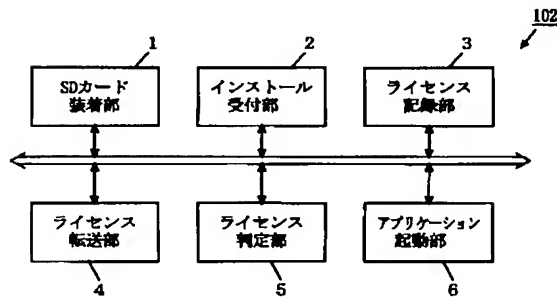 102
1
2
3
SDカード
装着部
インストール
受付部
ライセンス
記録部
ライセンス
転送部
ライセンス
判定部
アプリケーション
起動部
4
5
6